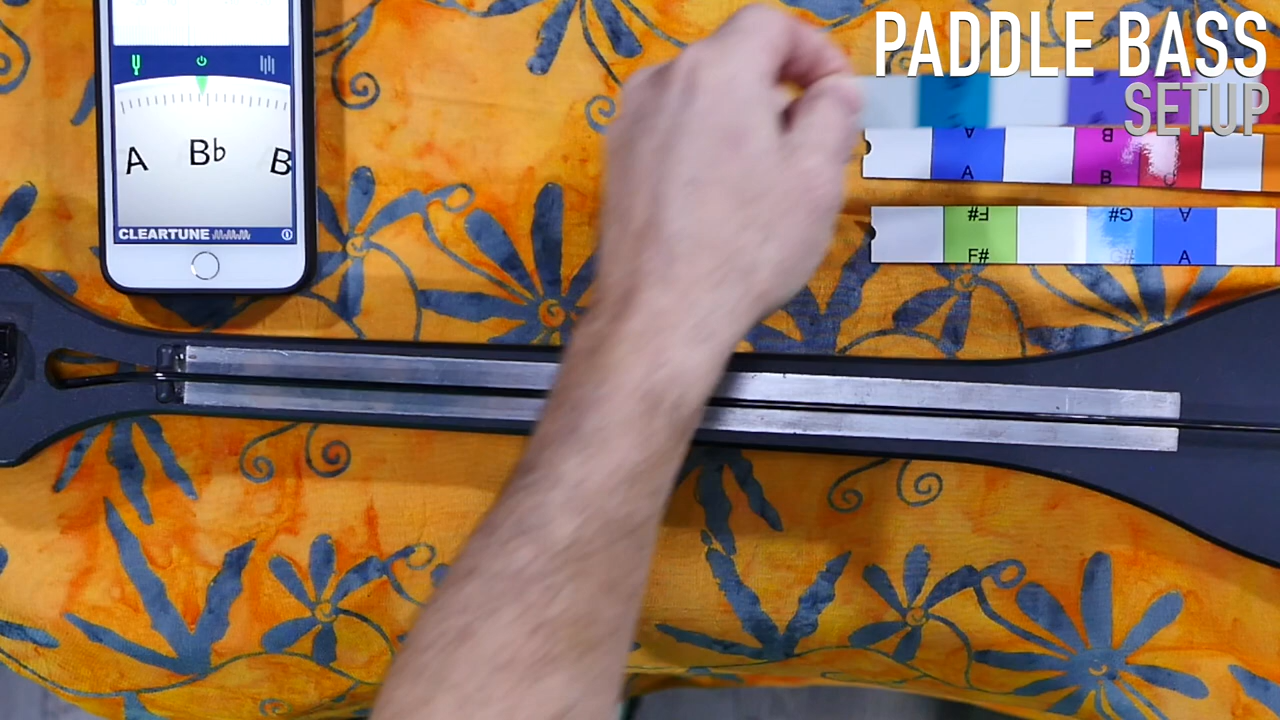 PADDLE BASS
SETUP
A Bb B
CLEARTUNE
A B
A B
F# G# A
F# G# A